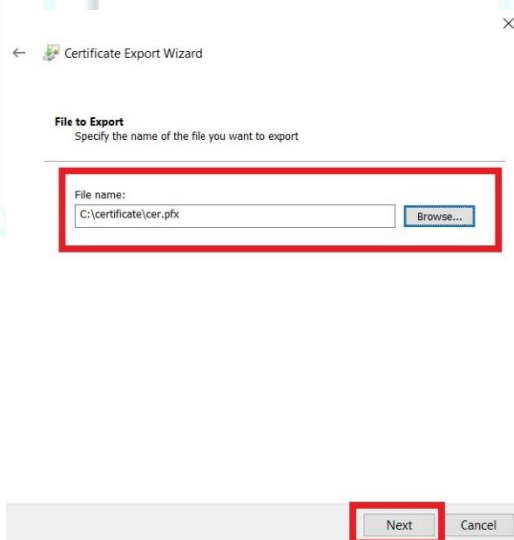 Certificate Export Wizard
File to Export
Specify the name of the file you want to export
File name:
C:\certificate\cer.pfx
Browse...
Next
Cancel